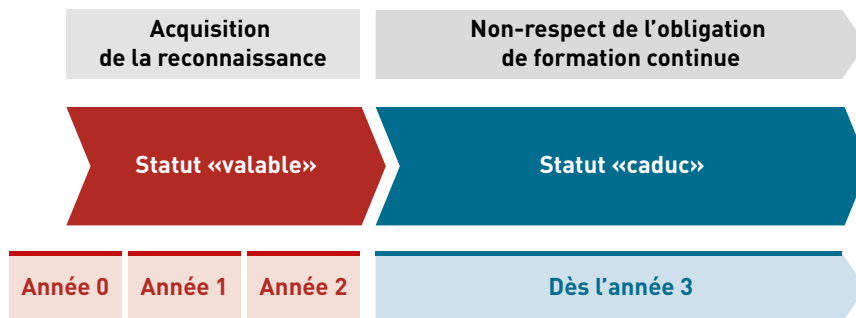 Acquisition
de la reconnaissance
Non-respect de l’obligation
de formation continue
Statut «valable»
Statut «caduc»
Année 0
Année 1
Année 2
Dès l’année 3